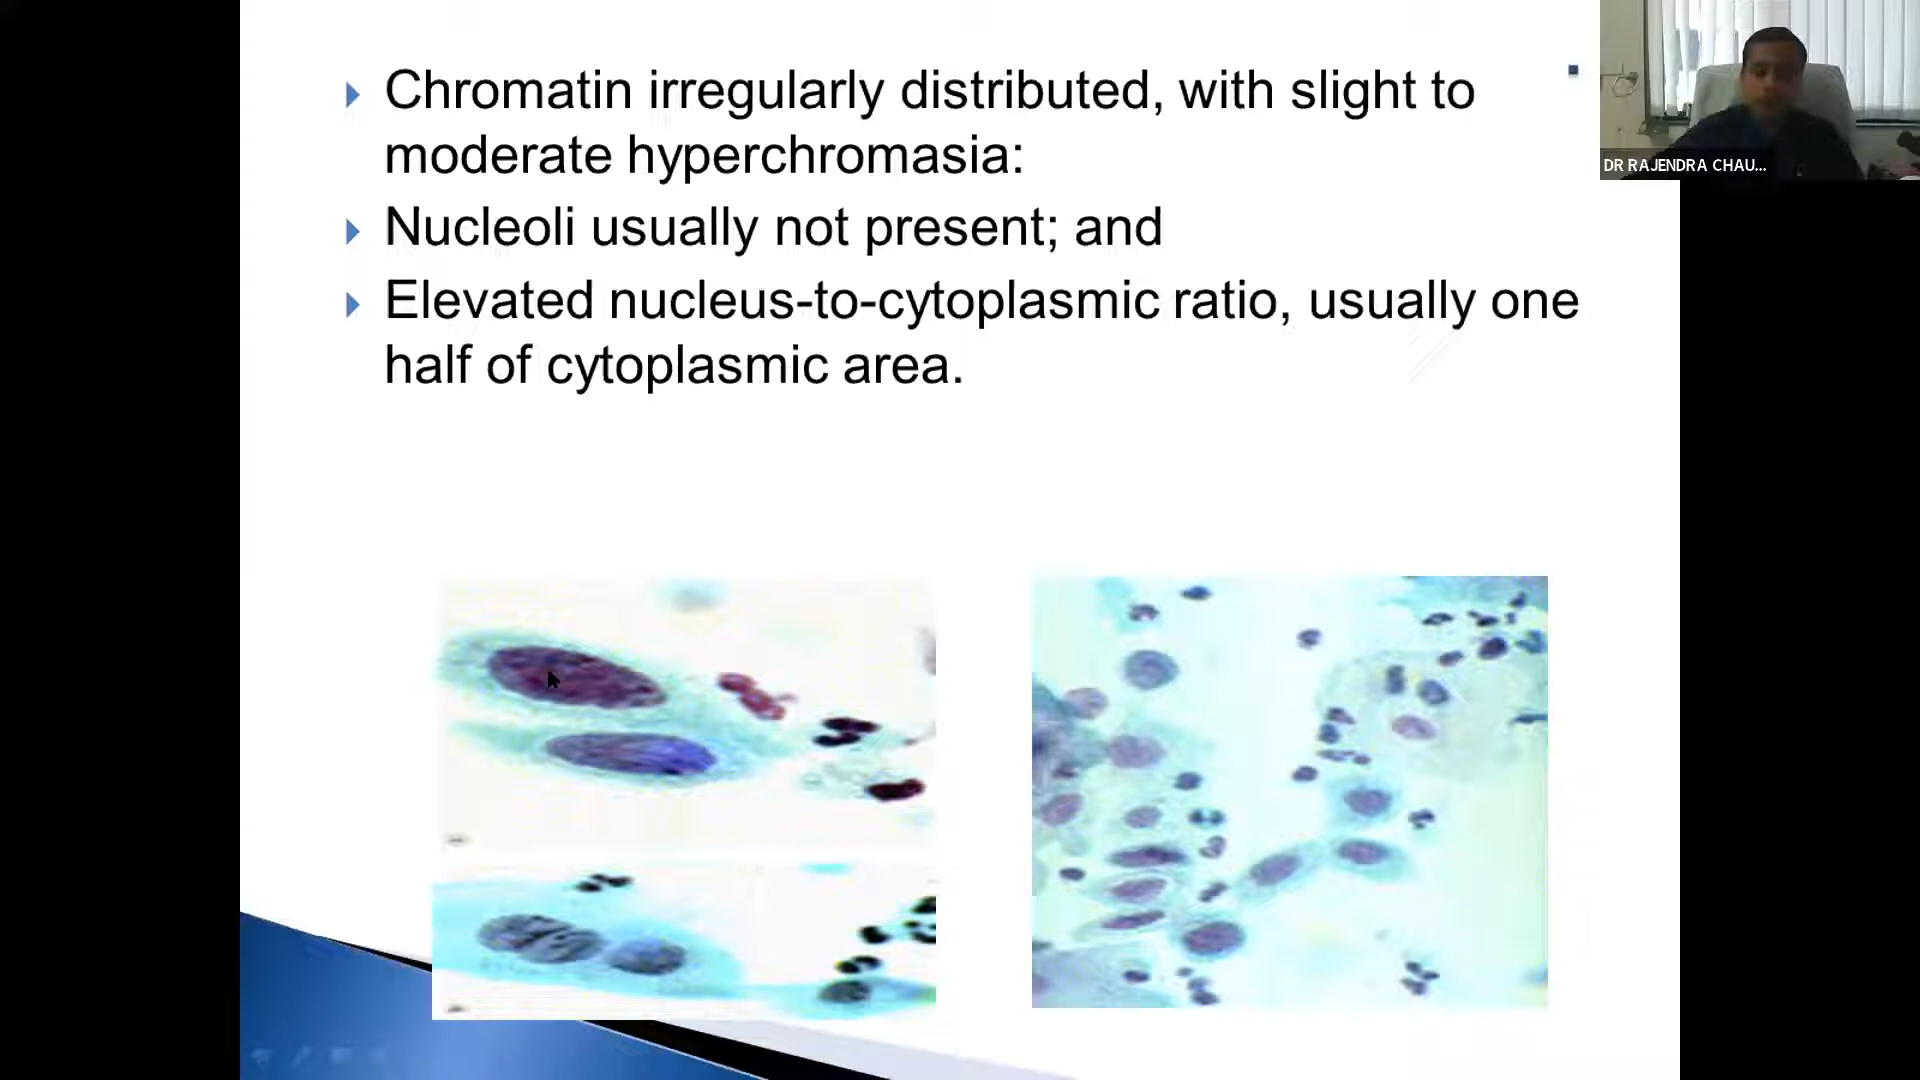 Chromatin irregularly distributed, with slight to
moderate hyperchromasia:
Nucleoli usually not present; and
Elevated nucleus-to-cytoplasmic ratio, usually one
half of cytoplasmic area.
DR RAJENDRA CHAU...